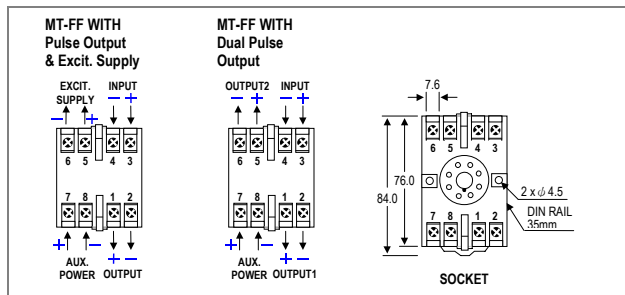 MT-FF WITH
Pulse Output
& Excit. Supply
EXCIT.
SUPPLY
INPUT
− + − +
6 5 4 3
7 8 1 2
+ − + −
AUX.
POWER
OUTPUT
MT-FF WITH
Dual Pulse
Output
OUTPUT2 INPUT
− + − +
6 5 4 3
7 8 1 2
+ − + −
AUX.
POWER
OUTPUT1
7.6
6 5 4 3
84.0
76.0
2 x ϕ 4.5
DIN RAIL
35mm
7 8 1 2
SOCKET